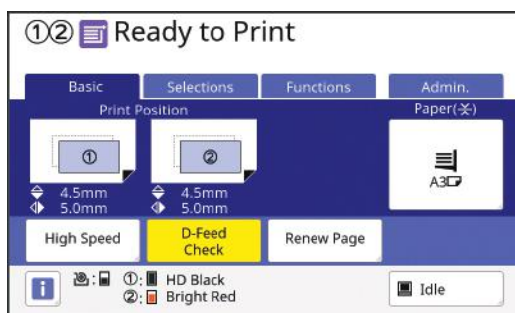 ①② Ready to Print
Basic Selections Functions Admin.
Print Position Paper(⚹)
① ②
4.5mm 4.5mm
5.0mm 5.0mm
A3
High Speed D-Feed Check Renew Page
i ①: HD Black
②: Bright Red
Idle